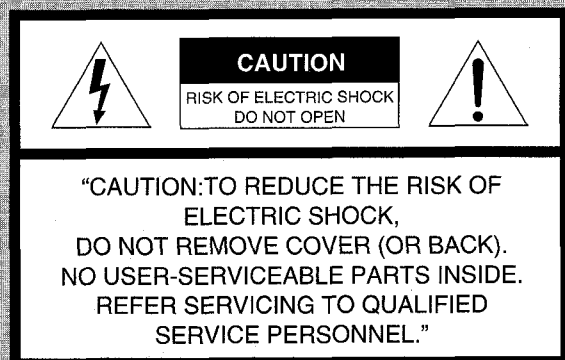 CAUTION
RISK OF ELECTRIC SHOCK
DO NOT OPEN
“CAUTION:TO REDUCE THE RISK OF
ELECTRIC SHOCK,
DO NOT REMOVE COVER (OR BACK).
NO USER-SERVICEABLE PARTS INSIDE.
REFER SERVICING TO QUALIFIED
SERVICE PERSONNEL.”